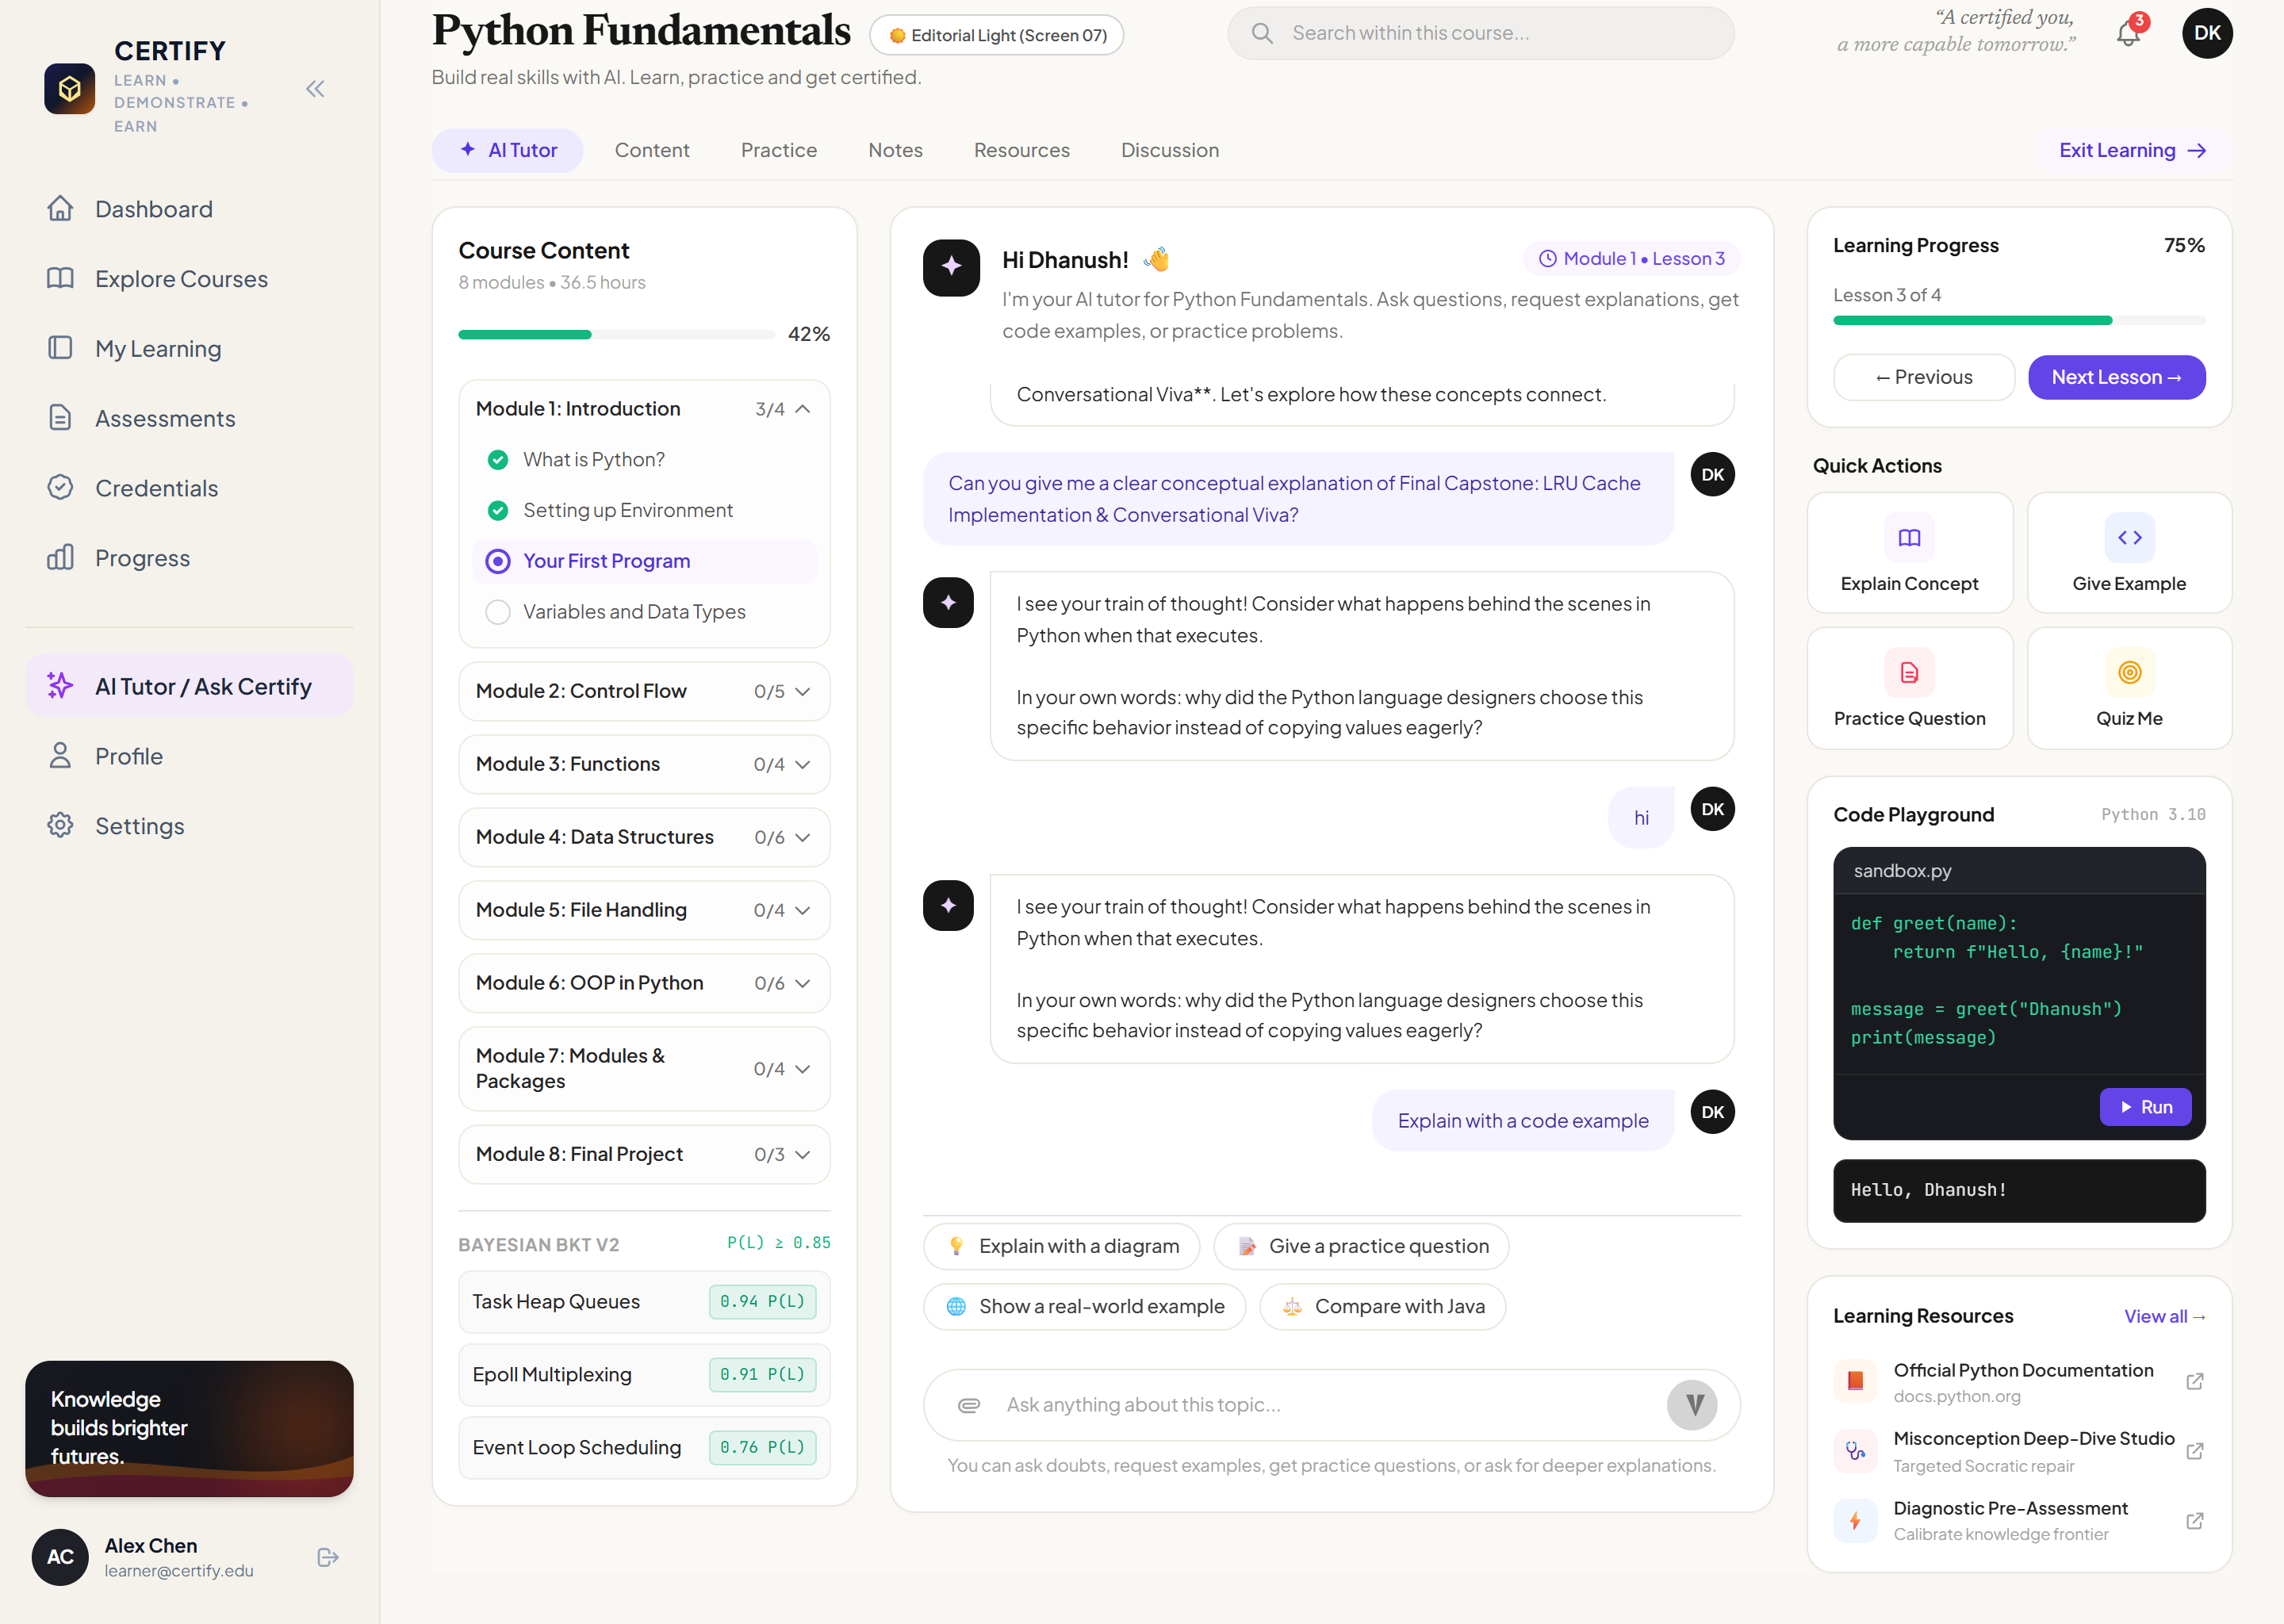 CERTIFY
LEARN •
DEMONSTRATE •
EARN
Dashboard
Explore Courses
My Learning
Assessments
Credentials
Progress
AI Tutor / Ask Certify
Profile
Settings
Knowledge
builds brighter
futures.
AC
Alex Chen
learner@certify.edu
Python Fundamentals
Editorial Light (Screen 07)
Build real skills with AI. Learn, practice and get certified.
Search within this course...
“A certified you,
a more capable tomorrow.”
3
DK
AI Tutor
Content
Practice
Notes
Resources
Discussion
Exit Learning →
Course Content
8 modules • 36.5 hours
42%
Module 1: Introduction 3/4
What is Python?
Setting up Environment
Your First Program
Variables and Data Types
Module 2: Control Flow 0/5
Module 3: Functions 0/4
Module 4: Data Structures 0/6
Module 5: File Handling 0/4
Module 6: OOP in Python 0/6
Module 7: Modules &
Packages 0/4
Module 8: Final Project 0/3
BAYESIAN BKT V2 P(L) ≥ 0.85
Task Heap Queues 0.94 P(L)
Epoll Multiplexing 0.91 P(L)
Event Loop Scheduling 0.76 P(L)
Hi Dhanush! 👋
Module 1 • Lesson 3
I'm your AI tutor for Python Fundamentals. Ask questions, request explanations, get
code examples, or practice problems.
Conversational Viva**. Let's explore how these concepts connect.
Can you give me a clear conceptual explanation of Final Capstone: LRU Cache
Implementation & Conversational Viva?
DK
I see your train of thought! Consider what happens behind the scenes in
Python when that executes.
In your own words: why did the Python language designers choose this
specific behavior instead of copying values eagerly?
hi
DK
I see your train of thought! Consider what happens behind the scenes in
Python when that executes.
In your own words: why did the Python language designers choose this
specific behavior instead of copying values eagerly?
Explain with a code example
DK
Explain with a diagram
Give a practice question
Show a real-world example
Compare with Java
Ask anything about this topic...
You can ask doubts, request examples, get practice questions, or ask for deeper explanations.
Learning Progress 75%
Lesson 3 of 4
← Previous
Next Lesson →
Quick Actions
Explain Concept
Give Example
Practice Question
Quiz Me
Code Playground Python 3.10
sandbox.py
def greet(name):
    return f"Hello, {name}!"
message = greet("Dhanush")
print(message)
Run
Hello, Dhanush!
Learning Resources View all →
Official Python Documentation
docs.python.org
Misconception Deep-Dive Studio
Targeted Socratic repair
Diagnostic Pre-Assessment
Calibrate knowledge frontier